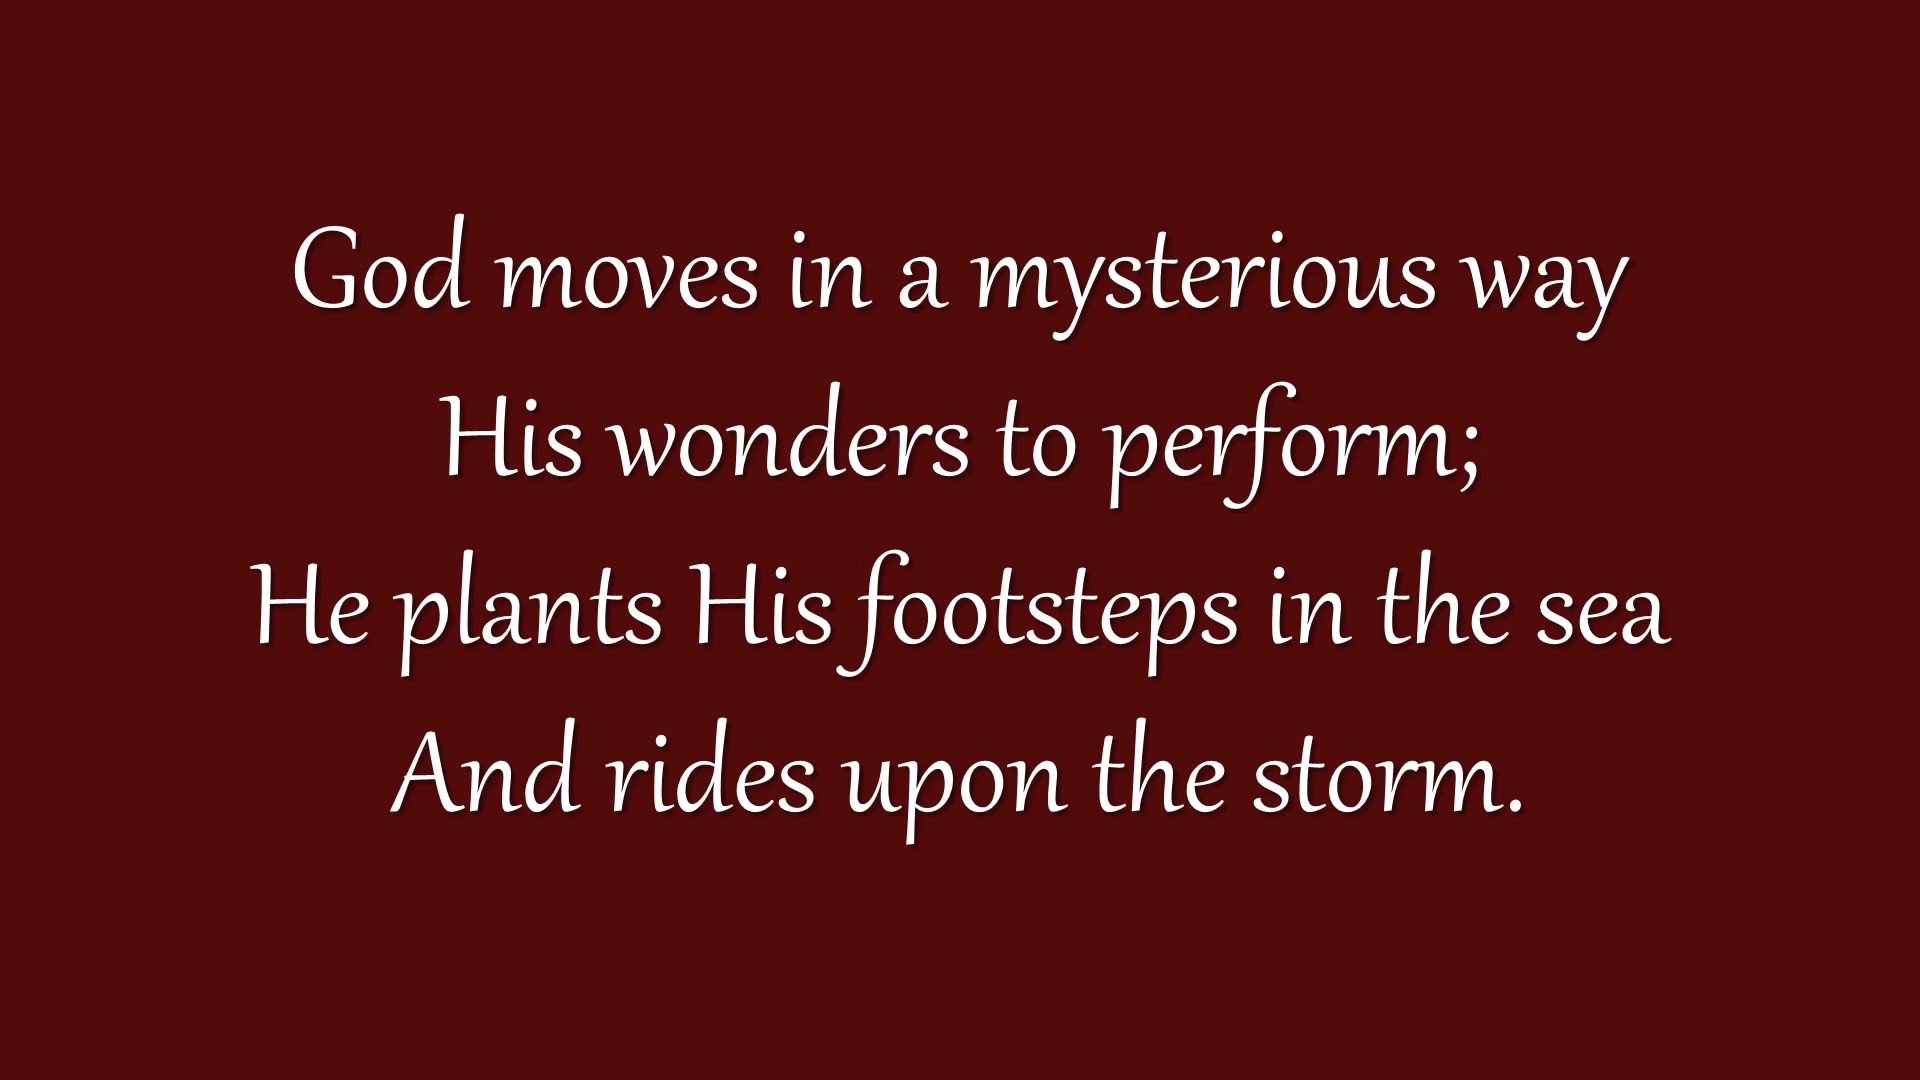 God moves in a mysterious way
His wonders to perform;
He plants His footsteps in the sea
And rides upon the storm.